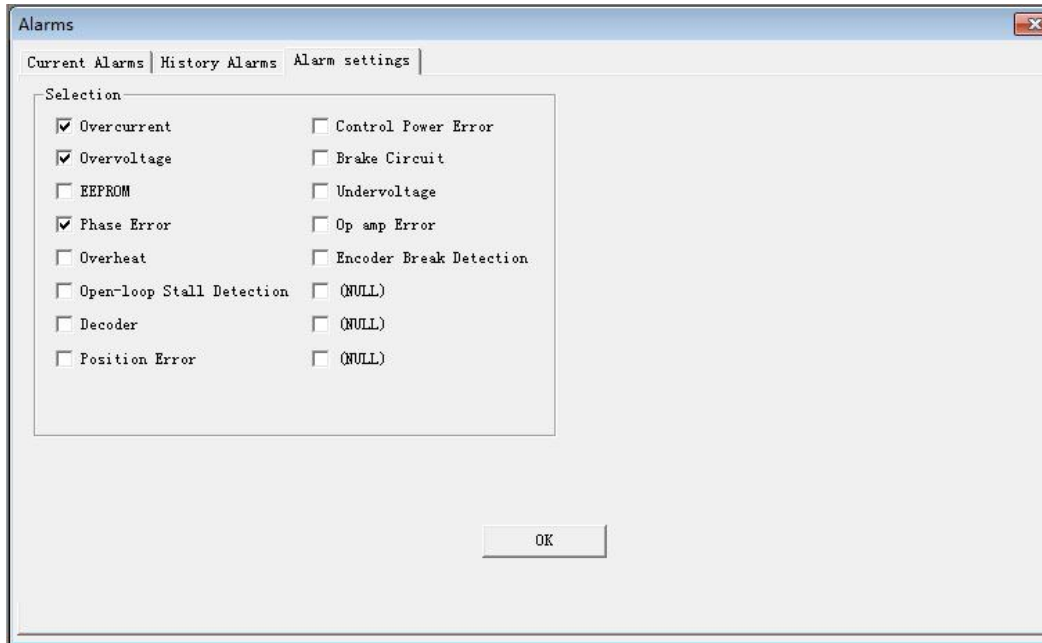 Alarms
Current Alarms History Alarms Alarm settings
Selection
Overcurrent Control Power Error
Overvoltage Brake Circuit
EEPROM Undervoltage
Phase Error Op amp Error
Overheat Encoder Break Detection
Open-loop Stall Detection (NULL)
Decoder (NULL)
Position Error (NULL)
OK